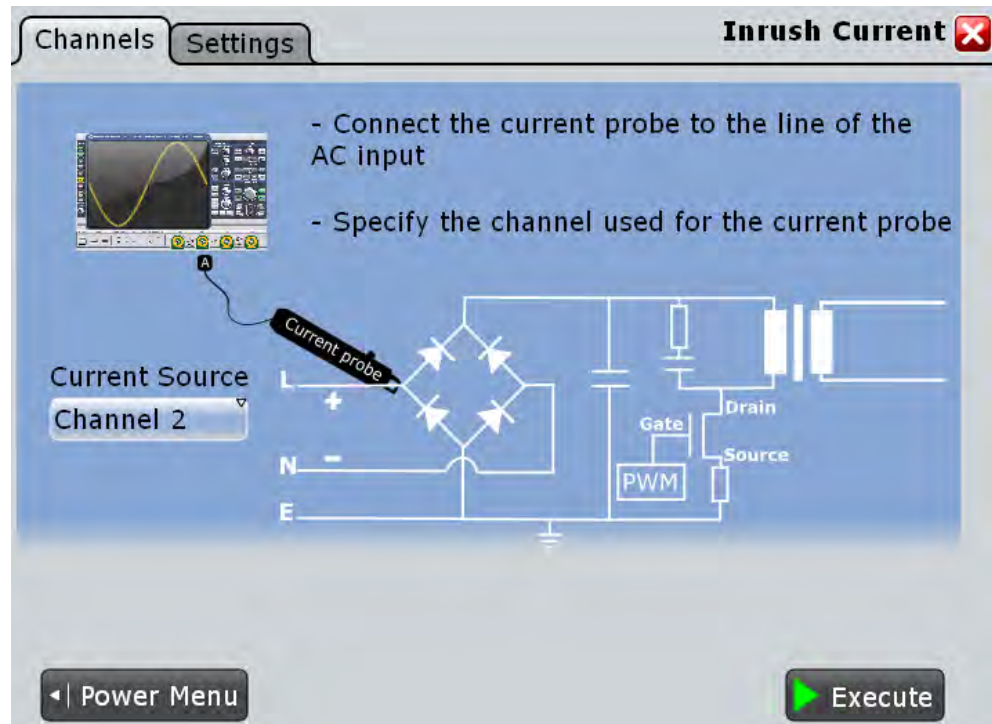 Channels
Settings
Inrush Current
- Connect the current probe to the line of the
AC input
- Specify the channel used for the current probe
A
Current probe
Current Source
Channel 2
L
+
N
-
E
Gate
Drain
Source
PWM
Power Menu
Execute